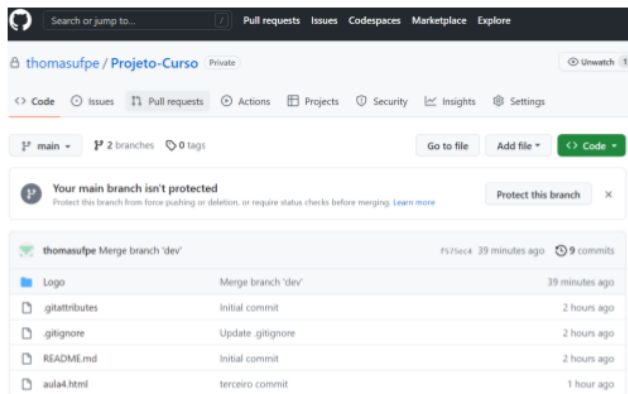 Search or jump to... / Pull requests Issues Codespaces Marketplace Explore
thomasufpe / Projeto-Curso Private Unwatch 1
<> Code Issues Pull requests Actions Projects Security Insights Settings
main 2 branches 0 tags Go to file Add file <> Code
Your main branch isn't protected
Protect this branch from force pushing or deletion, or require status checks before merging. Learn more
Protect this branch ×
thomasufpe Merge branch 'dev' f575ec4 39 minutes ago 9 commits
Logo Merge branch 'dev' 39 minutes ago
.gitattributes Initial commit 2 hours ago
.gitignore Update .gitignore 2 hours ago
README.md Initial commit 2 hours ago
aula4.html terceiro commit 1 hour ago